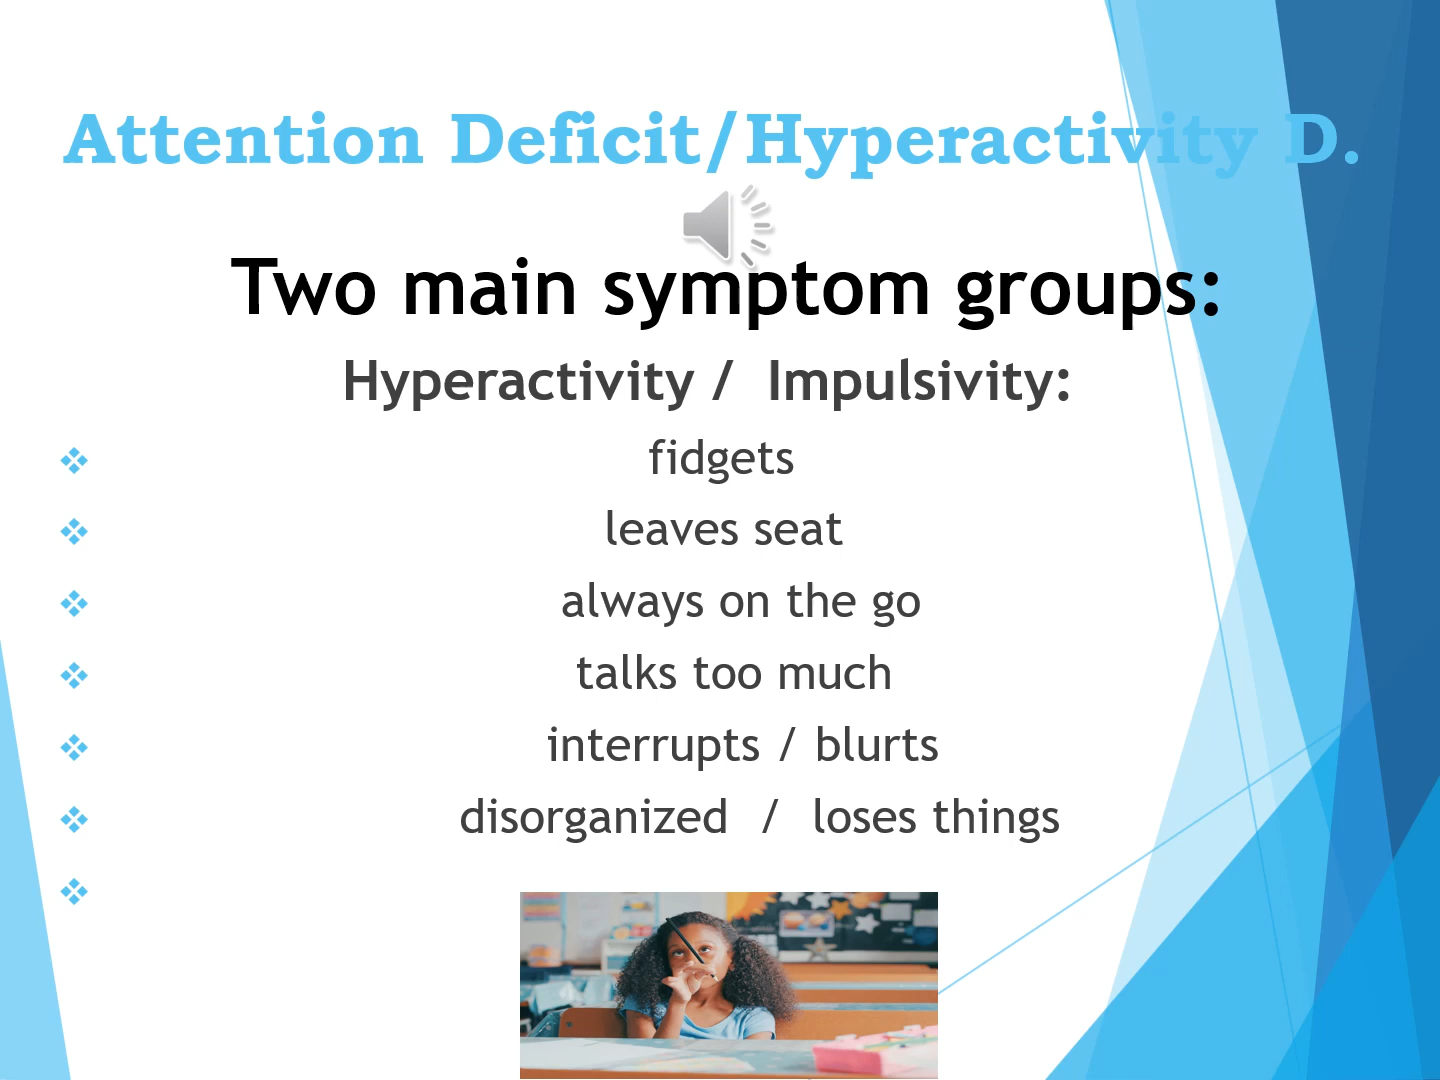 Attention Deficit/Hyperactivity D.
Two main symptom groups:
Hyperactivity / Impulsivity:
fidgets
leaves seat
always on the go
talks too much
interrupts / blurts
disorganized / loses things